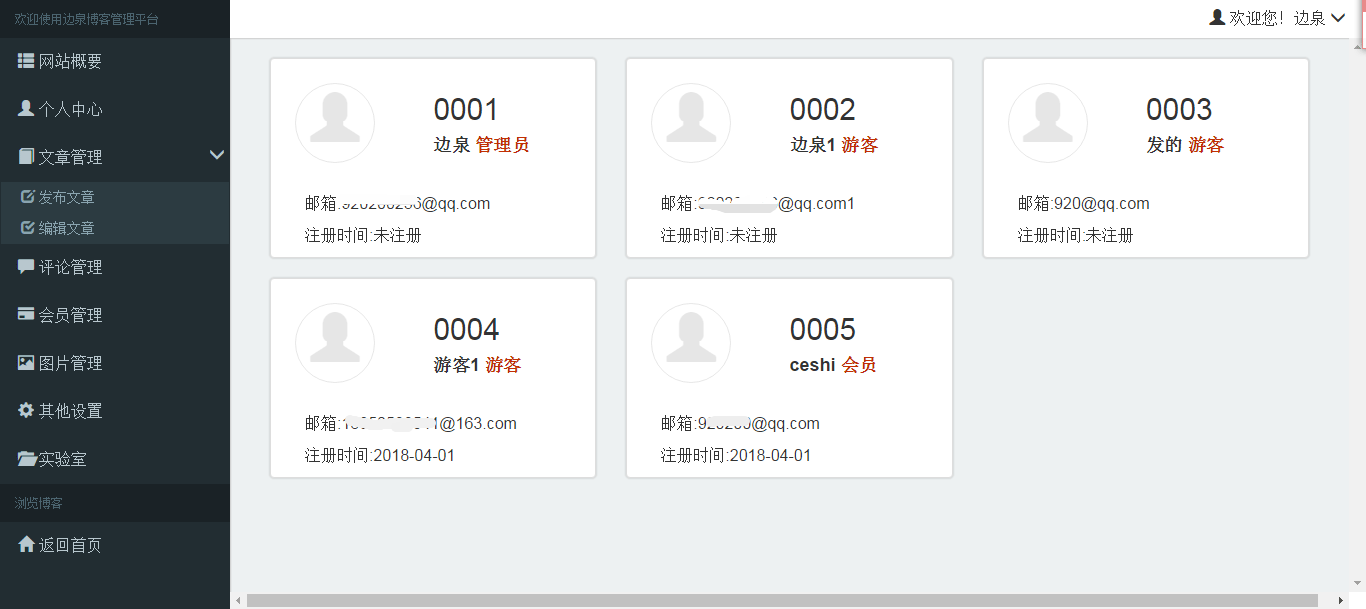 欢迎使用边泉博客管理平台
网站概要
个人中心
文章管理
发布文章
编辑文章
评论管理
会员管理
图片管理
其他设置
实验室
浏览博客
返回首页
欢迎您！边泉
0001
边泉 管理员
邮箱:@qq.com
注册时间:未注册
0002
边泉1 游客
邮箱:@qq.com1
注册时间:未注册
0003
发的 游客
邮箱:920@qq.com
注册时间:未注册
0004
游客1 游客
邮箱:@163.com
注册时间:2018-04-01
0005
ceshi 会员
邮箱:@qq.com
注册时间:2018-04-01